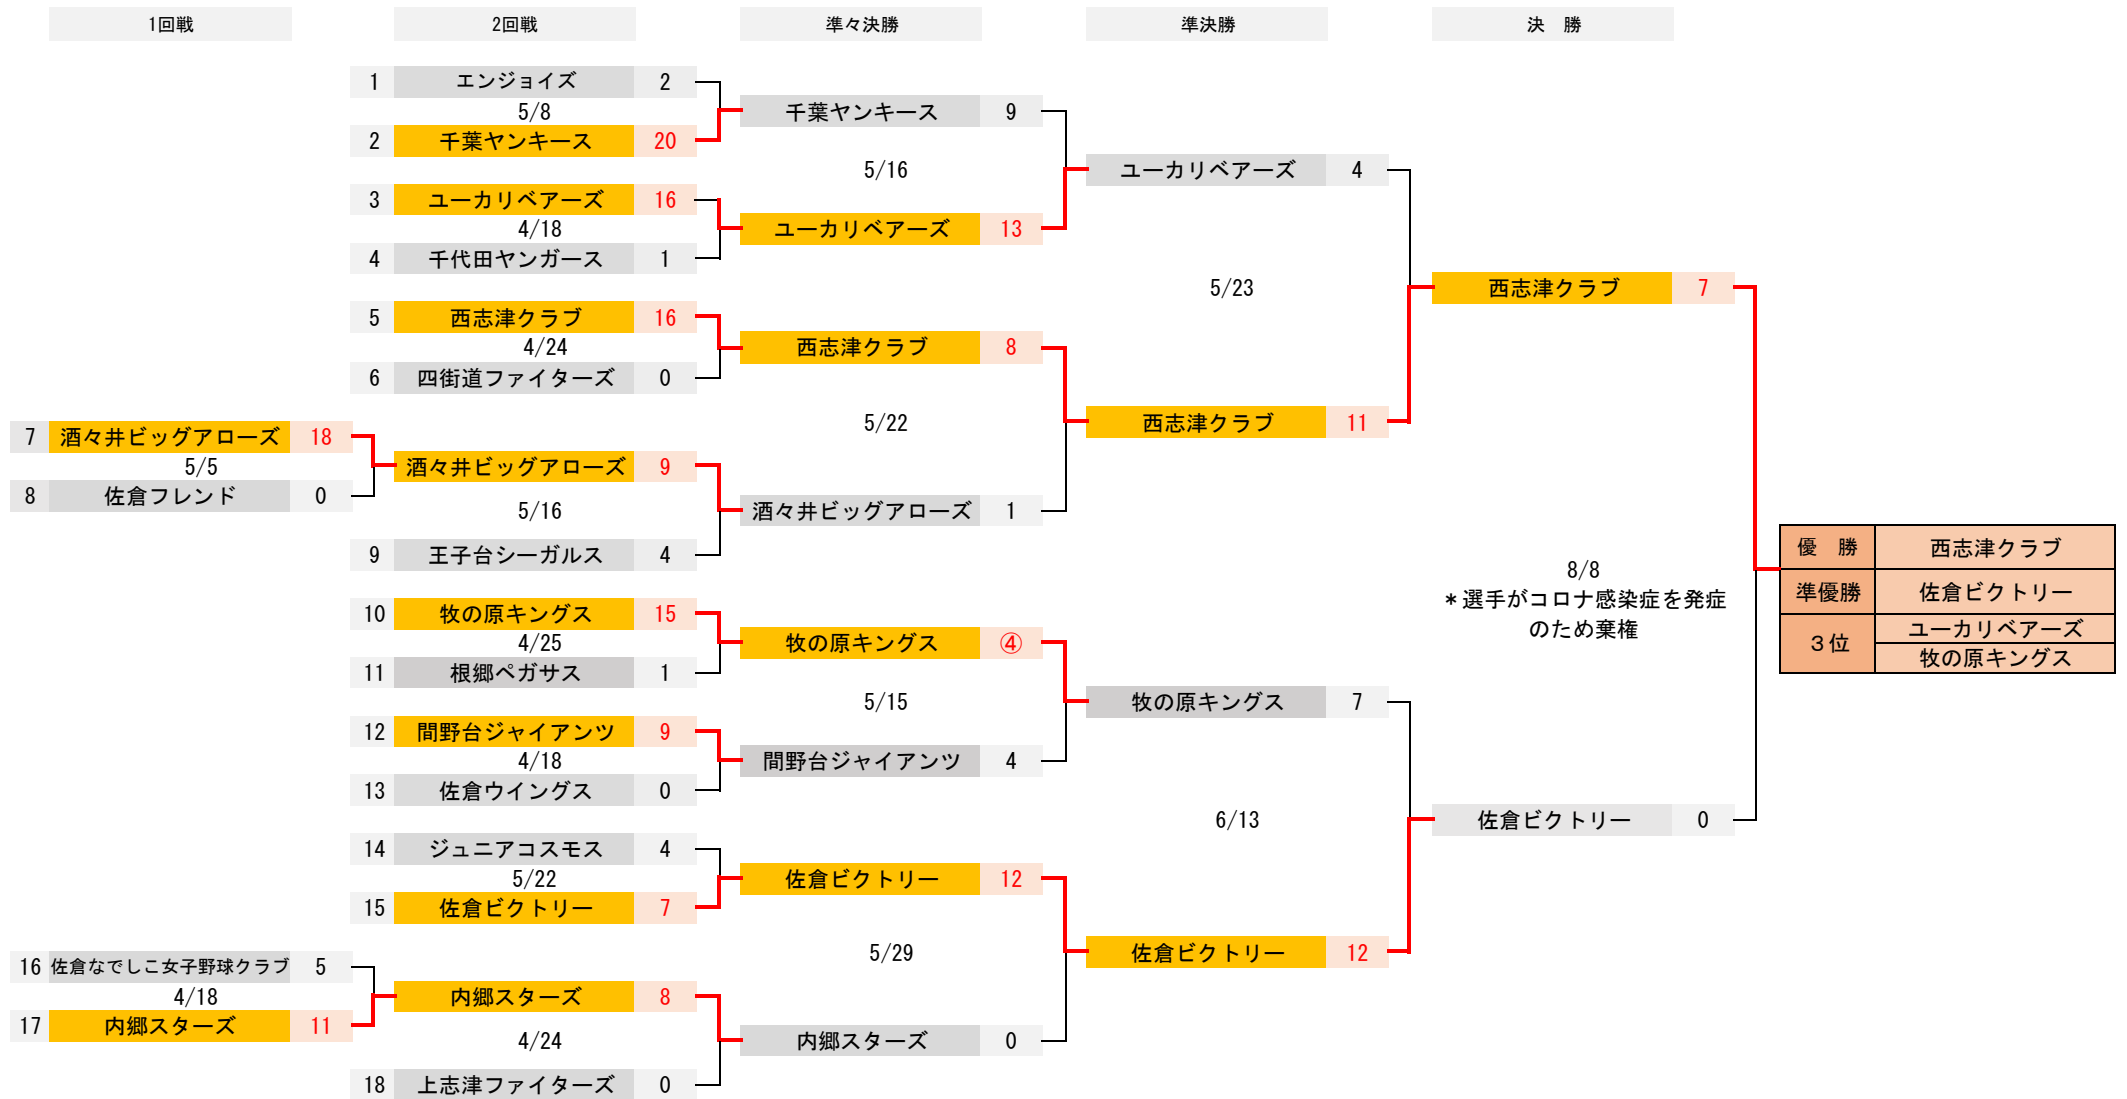 1回戦
2回戦
準々決勝
準決勝
決　勝
1 エンジョイズ 2
5/8
2 千葉ヤンキース 20
千葉ヤンキース 9
5/16
3 ユーカリベアーズ 16
4/18
4 千代田ヤンガース 1
ユーカリベアーズ 13
ユーカリベアーズ 4
5/23
5 西志津クラブ 16
4/24
6 四街道ファイターズ 0
西志津クラブ 8
5/22
7 酒々井ビッグアローズ 18
5/5
8 佐倉フレンド 0
酒々井ビッグアローズ 9
5/16
9 王子台シーガルス 4
酒々井ビッグアローズ 1
西志津クラブ 11
西志津クラブ 7
8/8
＊選手がコロナ感染症を発症
のため棄権
10 牧の原キングス 15
4/25
11 根郷ペガサス 1
牧の原キングス ④
5/15
12 間野台ジャイアンツ 9
4/18
13 佐倉ウイングス 0
間野台ジャイアンツ 4
牧の原キングス 7
6/13
14 ジュニアコスモス 4
5/22
15 佐倉ビクトリー 7
佐倉ビクトリー 12
5/29
16 佐倉なでしこ女子野球クラブ 5
4/18
17 内郷スターズ 11
内郷スターズ 8
4/24
18 上志津ファイターズ 0
内郷スターズ 0
佐倉ビクトリー 12
佐倉ビクトリー 0
優　勝 西志津クラブ
準優勝 佐倉ビクトリー
３位 ユーカリベアーズ
牧の原キングス